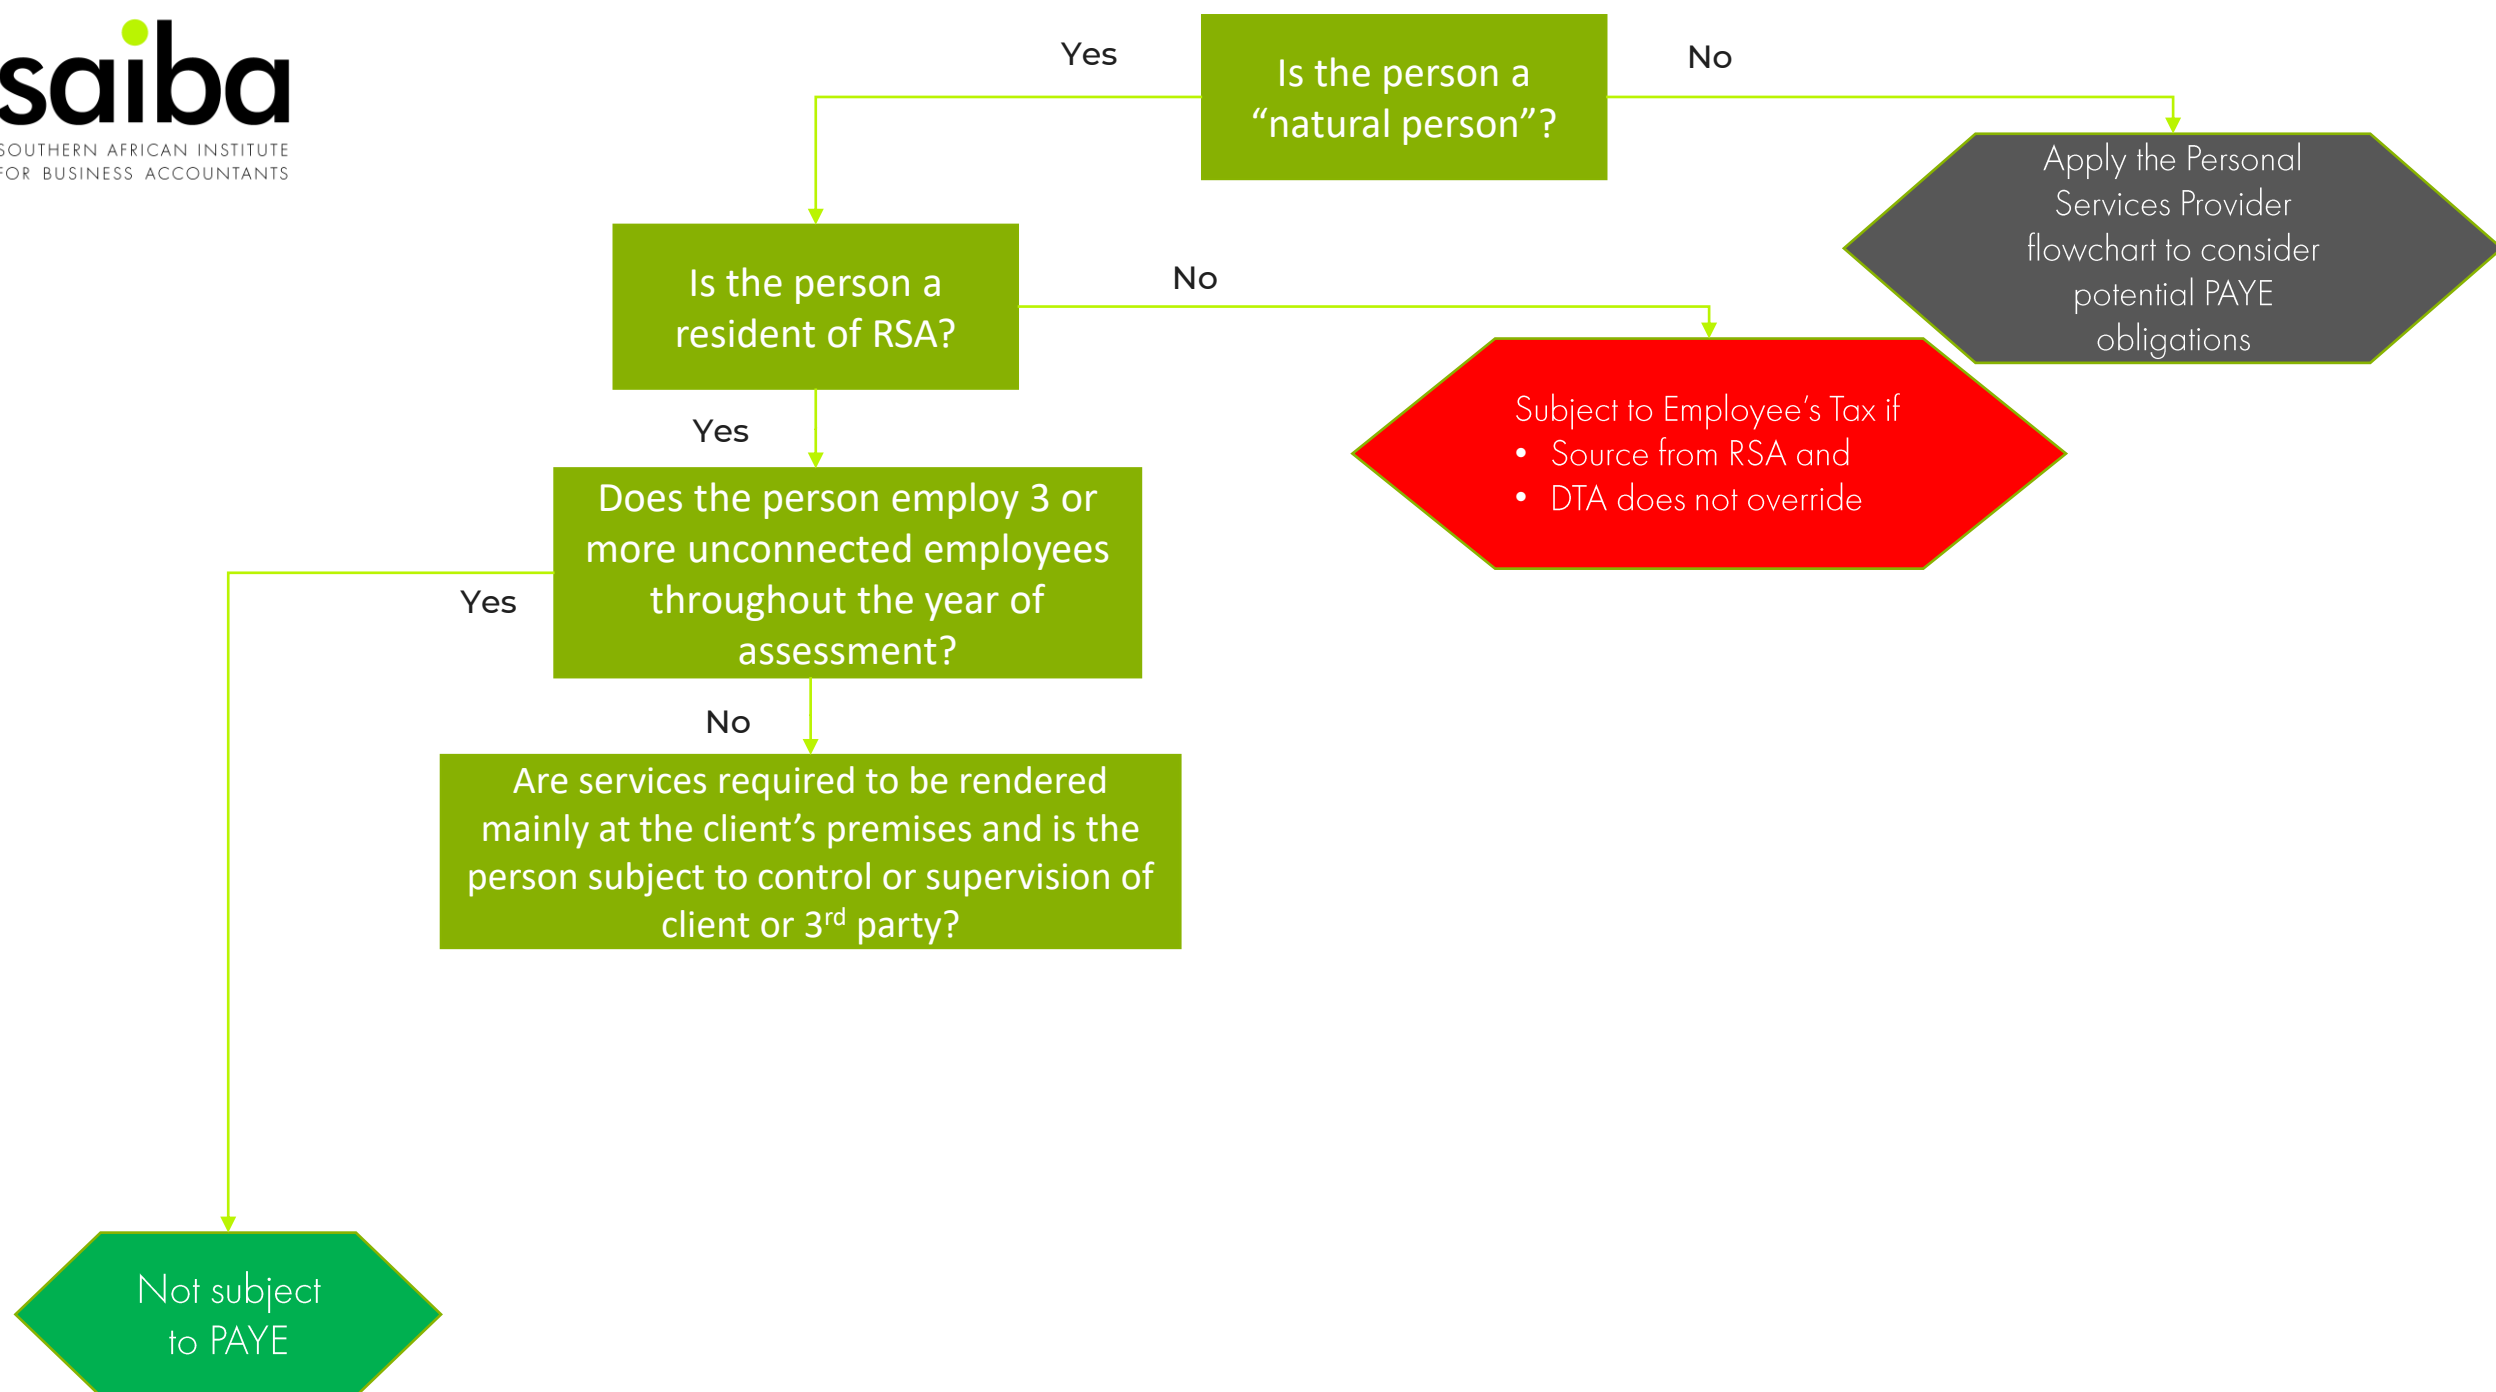 saiba
SOUTHERN AFRICAN INSTITUTE
FOR BUSINESS ACCOUNTANTS
Yes
Is the person a
“natural person”?
No
Apply the Personal
Services Provider
flowchart to consider
potential PAYE
obligations
Is the person a
resident of RSA?
No
Subject to Employee’s Tax if
• Source from RSA and
• DTA does not override
Yes
Does the person employ 3 or
more unconnected employees
throughout the year of
assessment?
Yes
No
Are services required to be rendered
mainly at the client’s premises and is the
person subject to control or supervision of
client or 3rd party?
Not subject
to PAYE